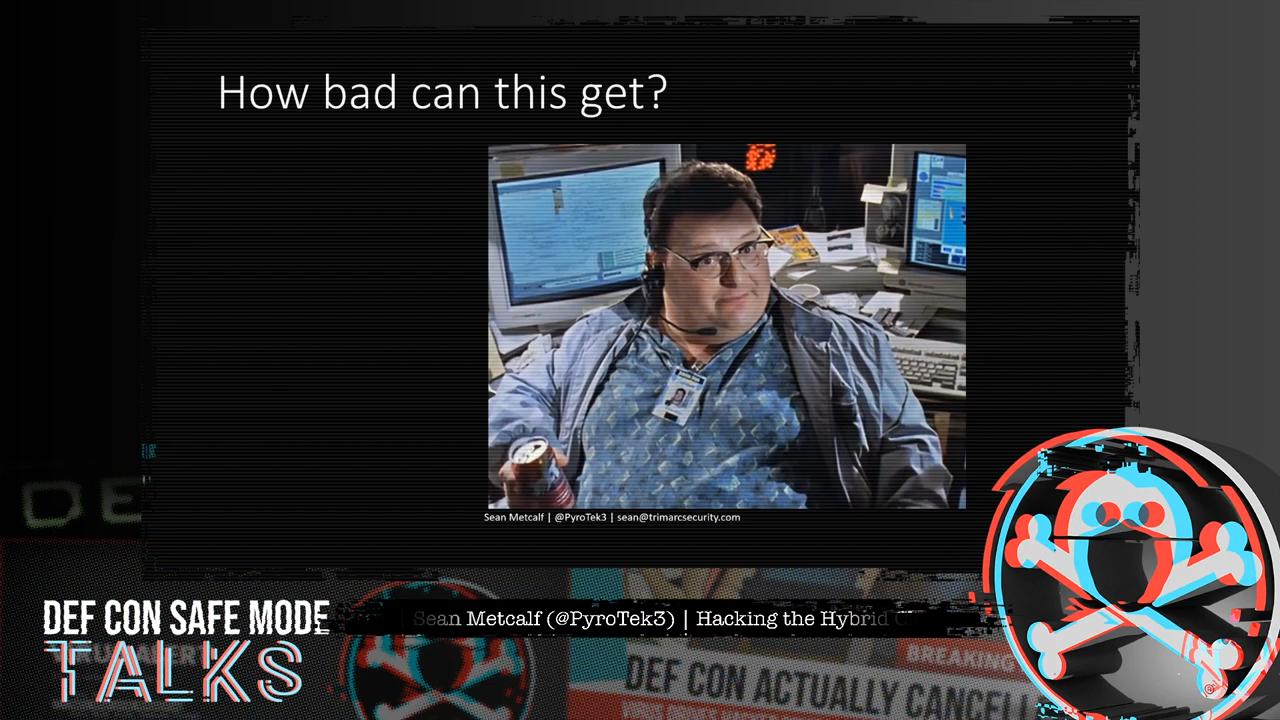 How bad can this get?
Sean Metcalf | @PyroTek3 | sean@trimarcsecurity.com
DEF CON SAFE MODE
TALKS
Sean Metcalf (@PyroTek3) | Hacking the Hybrid
BREAKING
DEF CON ACTUALLY CANCELL